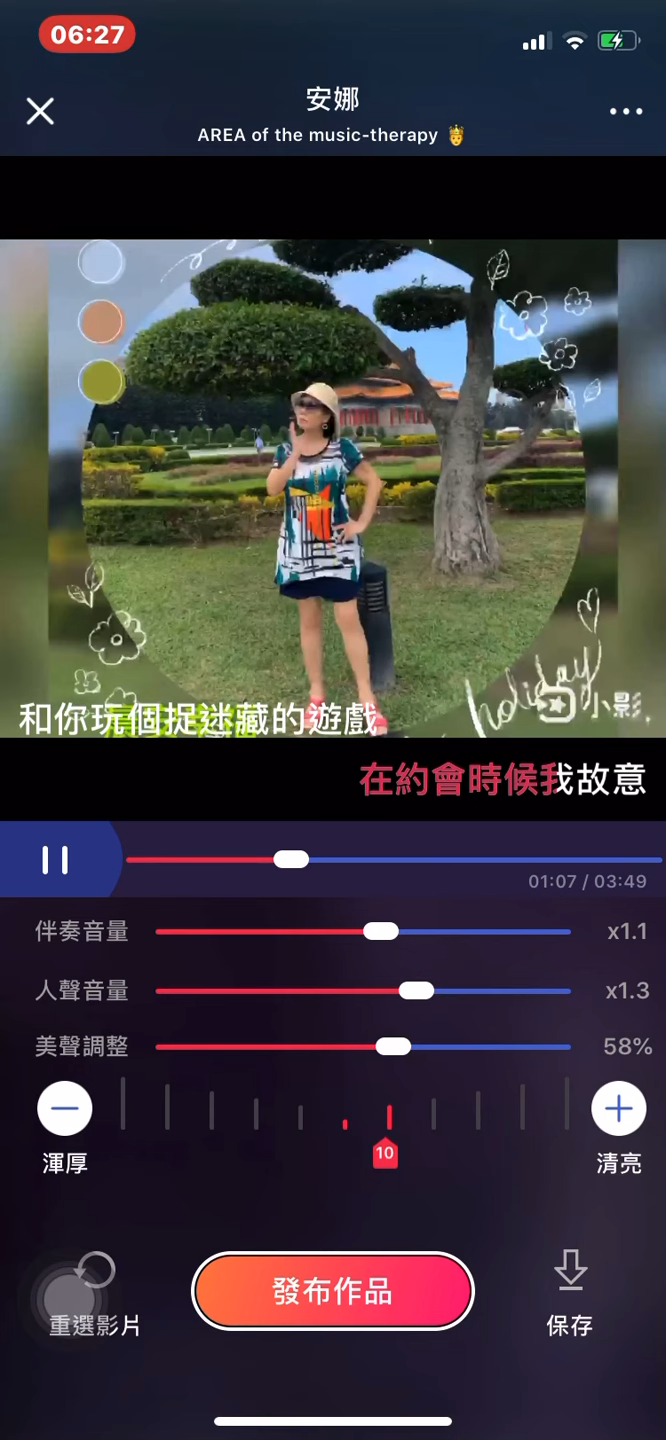 06:27
安娜
AREA of the music-therapy 🤴
holiday
小影
和你玩個捉迷藏的遊戲
在約會時候我故意
01:07 / 03:49
伴奏音量 x1.1
人聲音量 x1.3
美聲調整 58%
10
渾厚 清亮
重選影片 發布作品 保存